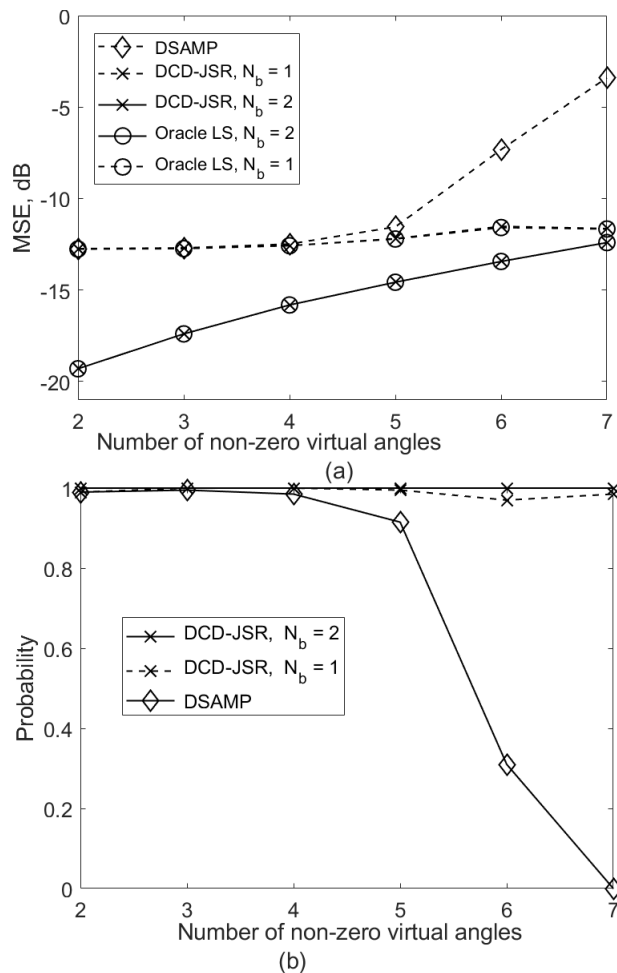 0
-5
-10
-15
-20
MSE, dB
DSAMP
DCD-JSR, N_b = 1
DCD-JSR, N_b = 2
Oracle LS, N_b = 2
Oracle LS, N_b = 1
2 3 4 5 6 7
Number of non-zero virtual angles
(a)
1
0.8
0.6
0.4
0.2
0
Probability
DCD-JSR, N_b = 2
DCD-JSR, N_b = 1
DSAMP
2 3 4 5 6 7
Number of non-zero virtual angles
(b)